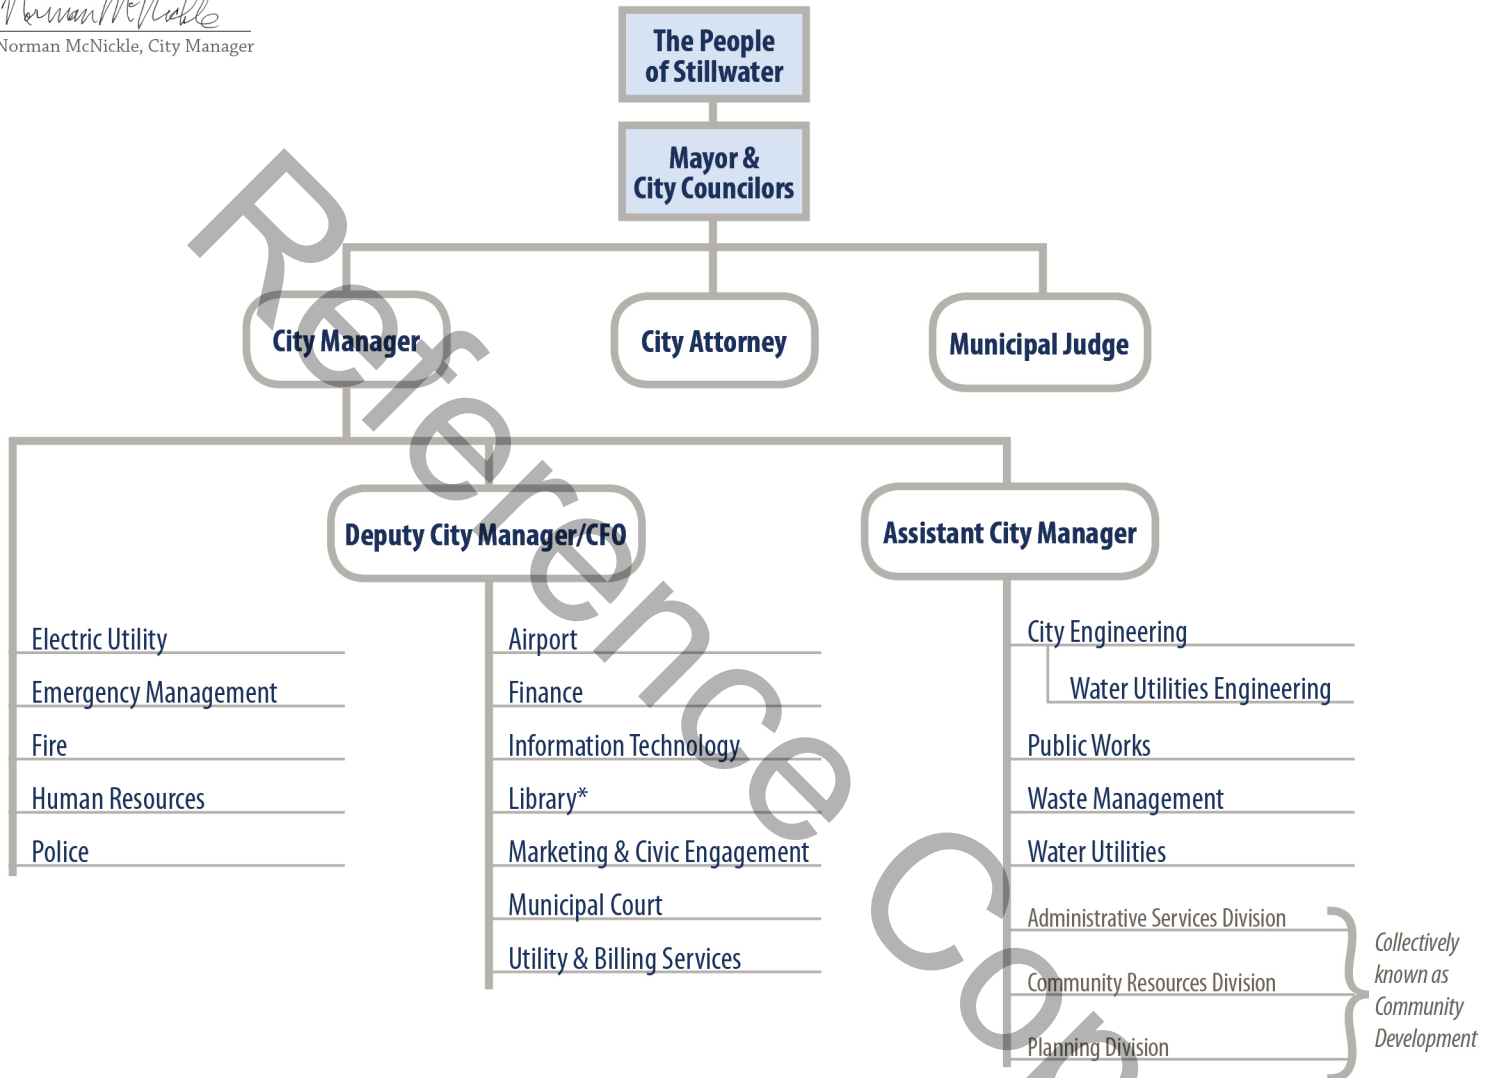 Norman McNickle
Norman McNickle, City Manager
The People
of Stillwater
Mayor &
City Councilors
City Manager
City Attorney
Municipal Judge
Deputy City Manager/CFO
Assistant City Manager
Electric Utility
Emergency Management
Fire
Human Resources
Police
Airport
Finance
Information Technology
Library*
Marketing & Civic Engagement
Municipal Court
Utility & Billing Services
City Engineering
Water Utilities Engineering
Public Works
Waste Management
Water Utilities
Administrative Services Division
Community Resources Division
Planning Division
Collectively
known as
Community
Development
Reference Cop